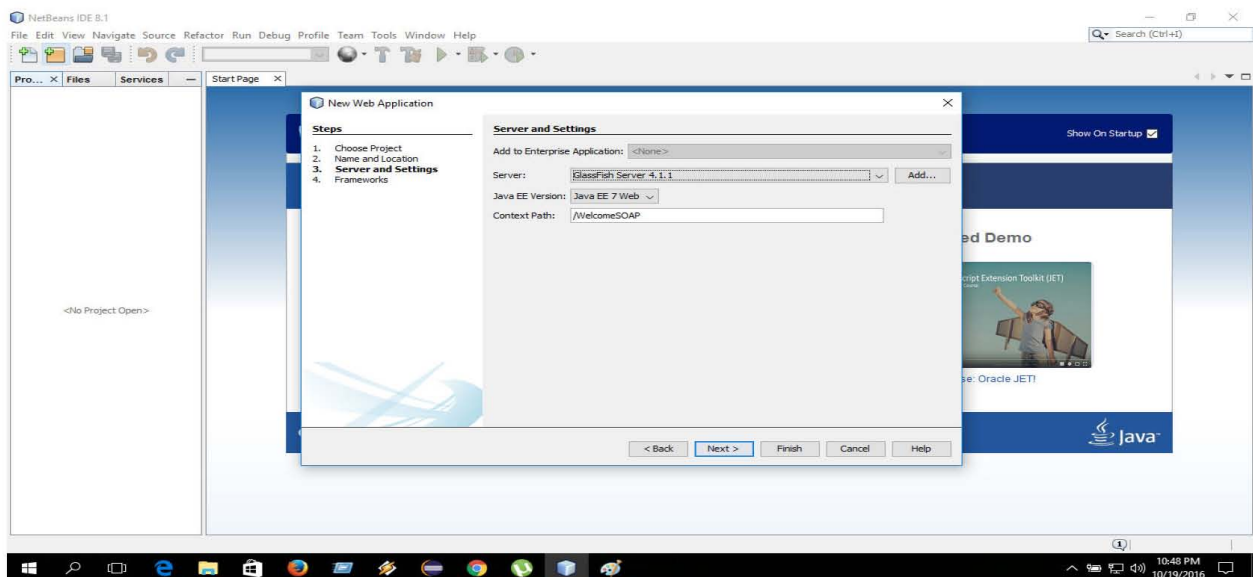 NetBeans IDE 8.1
File Edit View Navigate Source Refactor Run Debug Profile Team Tools Window Help
Search (Ctrl+I)
Pro... Files Services
Start Page
New Web Application
Show On Startup
Steps
1. Choose Project
2. Name and Location
3. Server and Settings
4. Frameworks
Server and Settings
Add to Enterprise Application: <None>
Server: GlassFish Server 4.1.1 Add...
Java EE Version: Java EE 7 Web
Context Path: /WelcomeSOAP
ed Demo
cript Extension Toolkit (JET)
<No Project Open>
se: Oracle JET!
Java
< Back Next > Finish Cancel Help
1
10:48 PM
10/19/2016